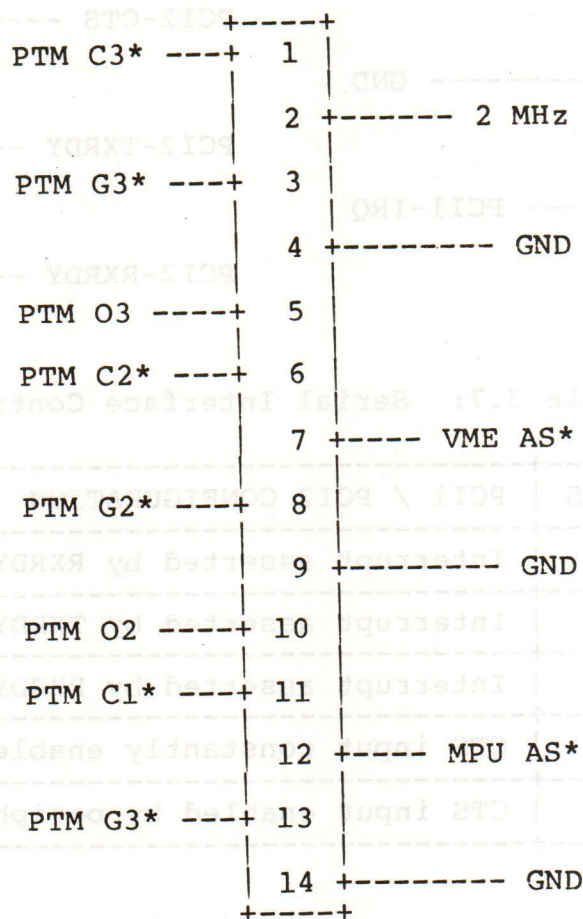 +-----+
PTM C3* ---+ 1
2 +------ 2 MHz
PTM G3* ---+ 3
4 +-------- GND
PTM O3 ----+ 5
PTM C2* ---+ 6
7 +---- VME AS*
PTM G2* ---+ 8
9 +-------- GND
PTM O2 ----+ 10
PTM C1* ---+ 11
12 +---- MPU AS*
PTM G3* ---+ 13
14 +-------- GND
+-----+